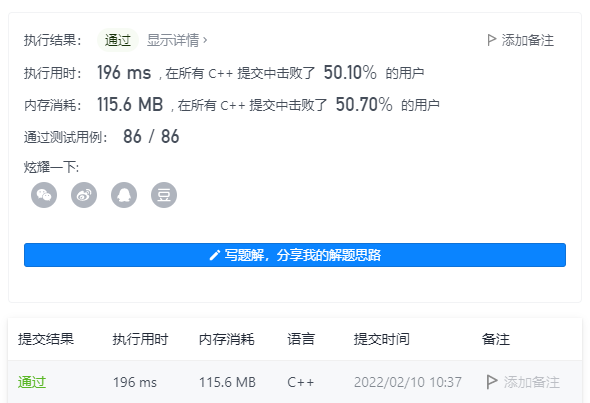 执行结果： 通过 显示详情 › 添加备注
执行用时： 196 ms , 在所有 C++ 提交中击败了 50.10% 的用户
内存消耗： 115.6 MB , 在所有 C++ 提交中击败了 50.70% 的用户
通过测试用例： 86 / 86
炫耀一下:
豆
写题解，分享我的解题思路
提交结果 执行用时 内存消耗 语言 提交时间 备注
通过 196 ms 115.6 MB C++ 2022/02/10 10:37 添加备注